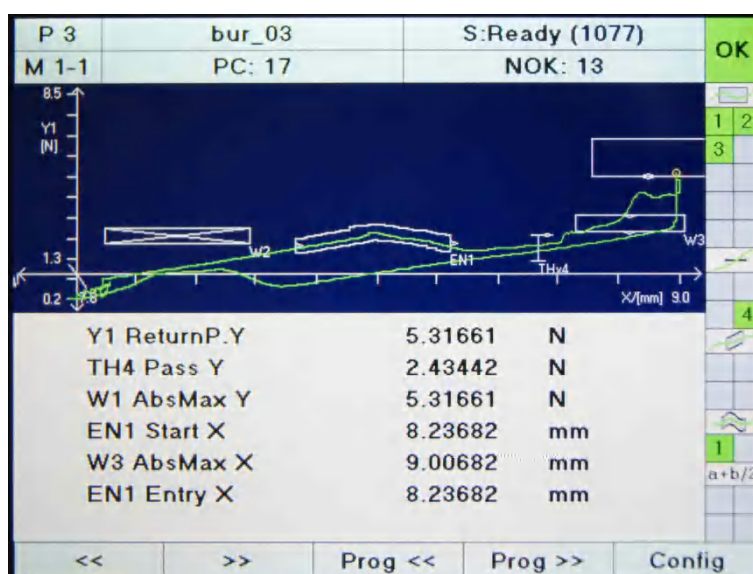 P 3 bur_03 S:Ready (1077) OK
M 1-1 PC: 17 NOK: 13
8.5
Y1
[N]
1 2
3
W2
EN1
W3
1.3
THx4
0.2
7.8
X/[mm] 9.0
4
Y1 ReturnP.Y 5.31661 N
TH4 Pass Y 2.43442 N
W1 AbsMax Y 5.31661 N
EN1 Start X 8.23682 mm
W3 AbsMax X 9.00682 mm
EN1 Entry X 8.23682 mm
1
a+b/2
<< >> Prog << Prog >> Config